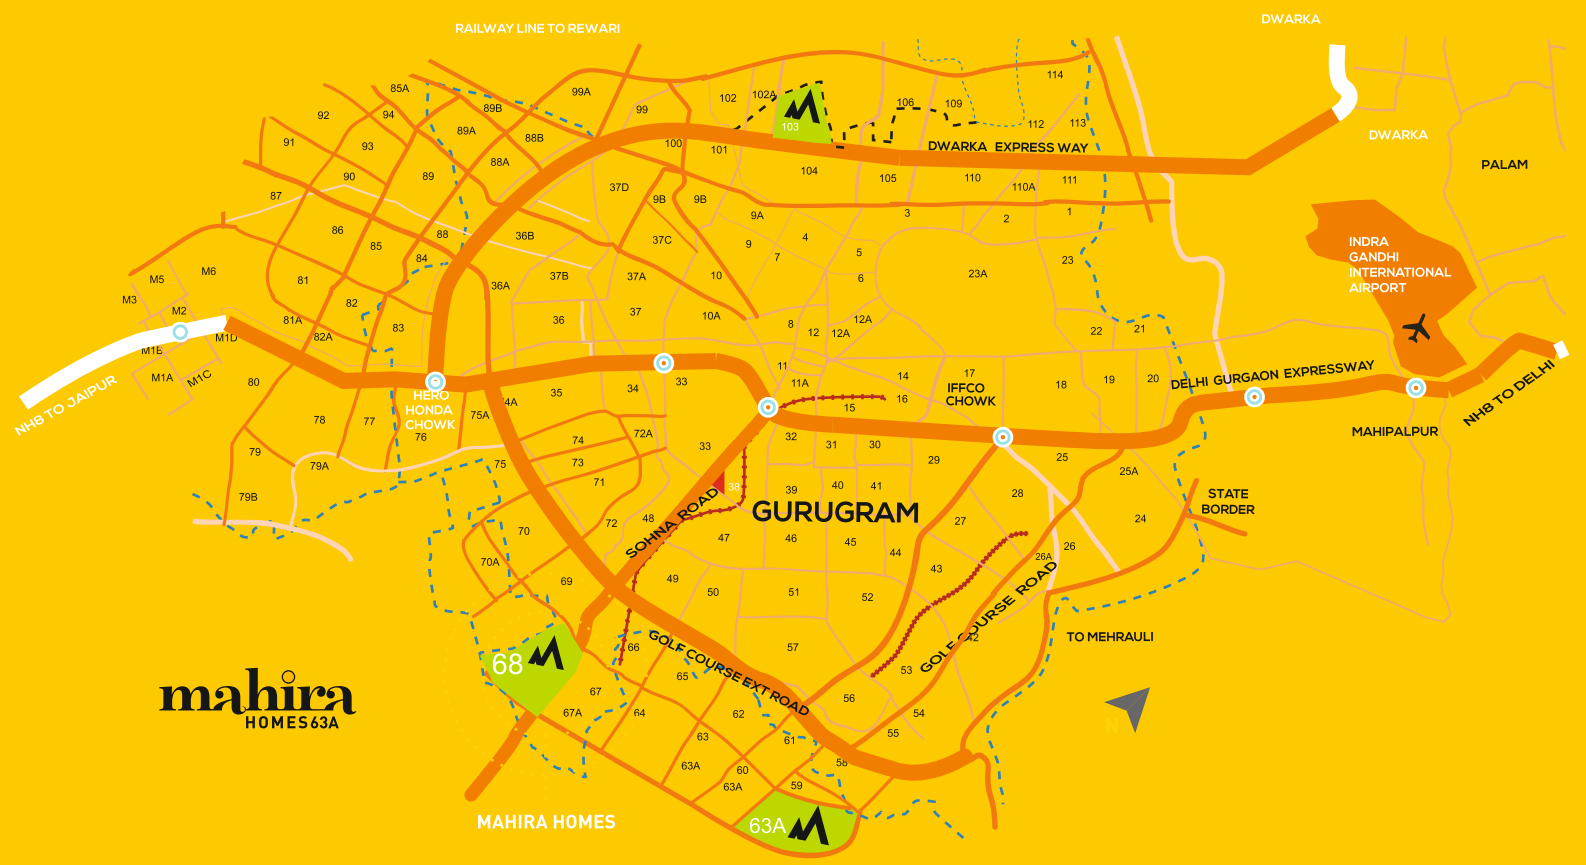 DWARKA
RAILWAY LINE TO REWARI
114
85A
99A
102
102A
92
94
89B
99
106
109
103
112
113
89A
88B
91
93
100
101
DWARKA EXPRESS WAY
DWARKA
88A
PALAM
90
89
104
105
110
110A
111
87
37D
9B
9B
9A
3
2
1
86
88
36B
37C
9
4
85
7
5
INDRA
GANDHI
INTERNATIONAL
AIRPORT
84
23
M5
M6
81
37B
37A
10
6
23A
36A
M3
82
M2
37
10A
81A
83
36
8
12
12A
12A
22
21
M1D
82A
M1B
11
M1A
M1C
80
33
11A
14
17
18
19
20
DELHI GURGAON EXPRESSWAY
NH8 TO JAIPUR
HERO
HONDA
CHOWK
35
34
IFFCO
CHOWK
16
15
NH8 TO DELHI
75A
74A
78
77
76
MAHIPALPUR
74
72A
33
32
31
30
79
73
29
25
79A
75
25A
71
38
39
40
41
79B
28
STATE
BORDER
GURUGRAM
48
SOHNA ROAD
72
27
24
70
47
46
45
44
26
26A
70A
69
49
43
50
51
52
GOLF COURSE ROAD
42
TO MEHRAULI
GOLF COURSE EXT ROAD
66
57
68
65
53
67
56
mahira
HOMES63A
67A
64
62
54
N
63
61
55
63A
60
58
63A
59
MAHIRA HOMES
63A